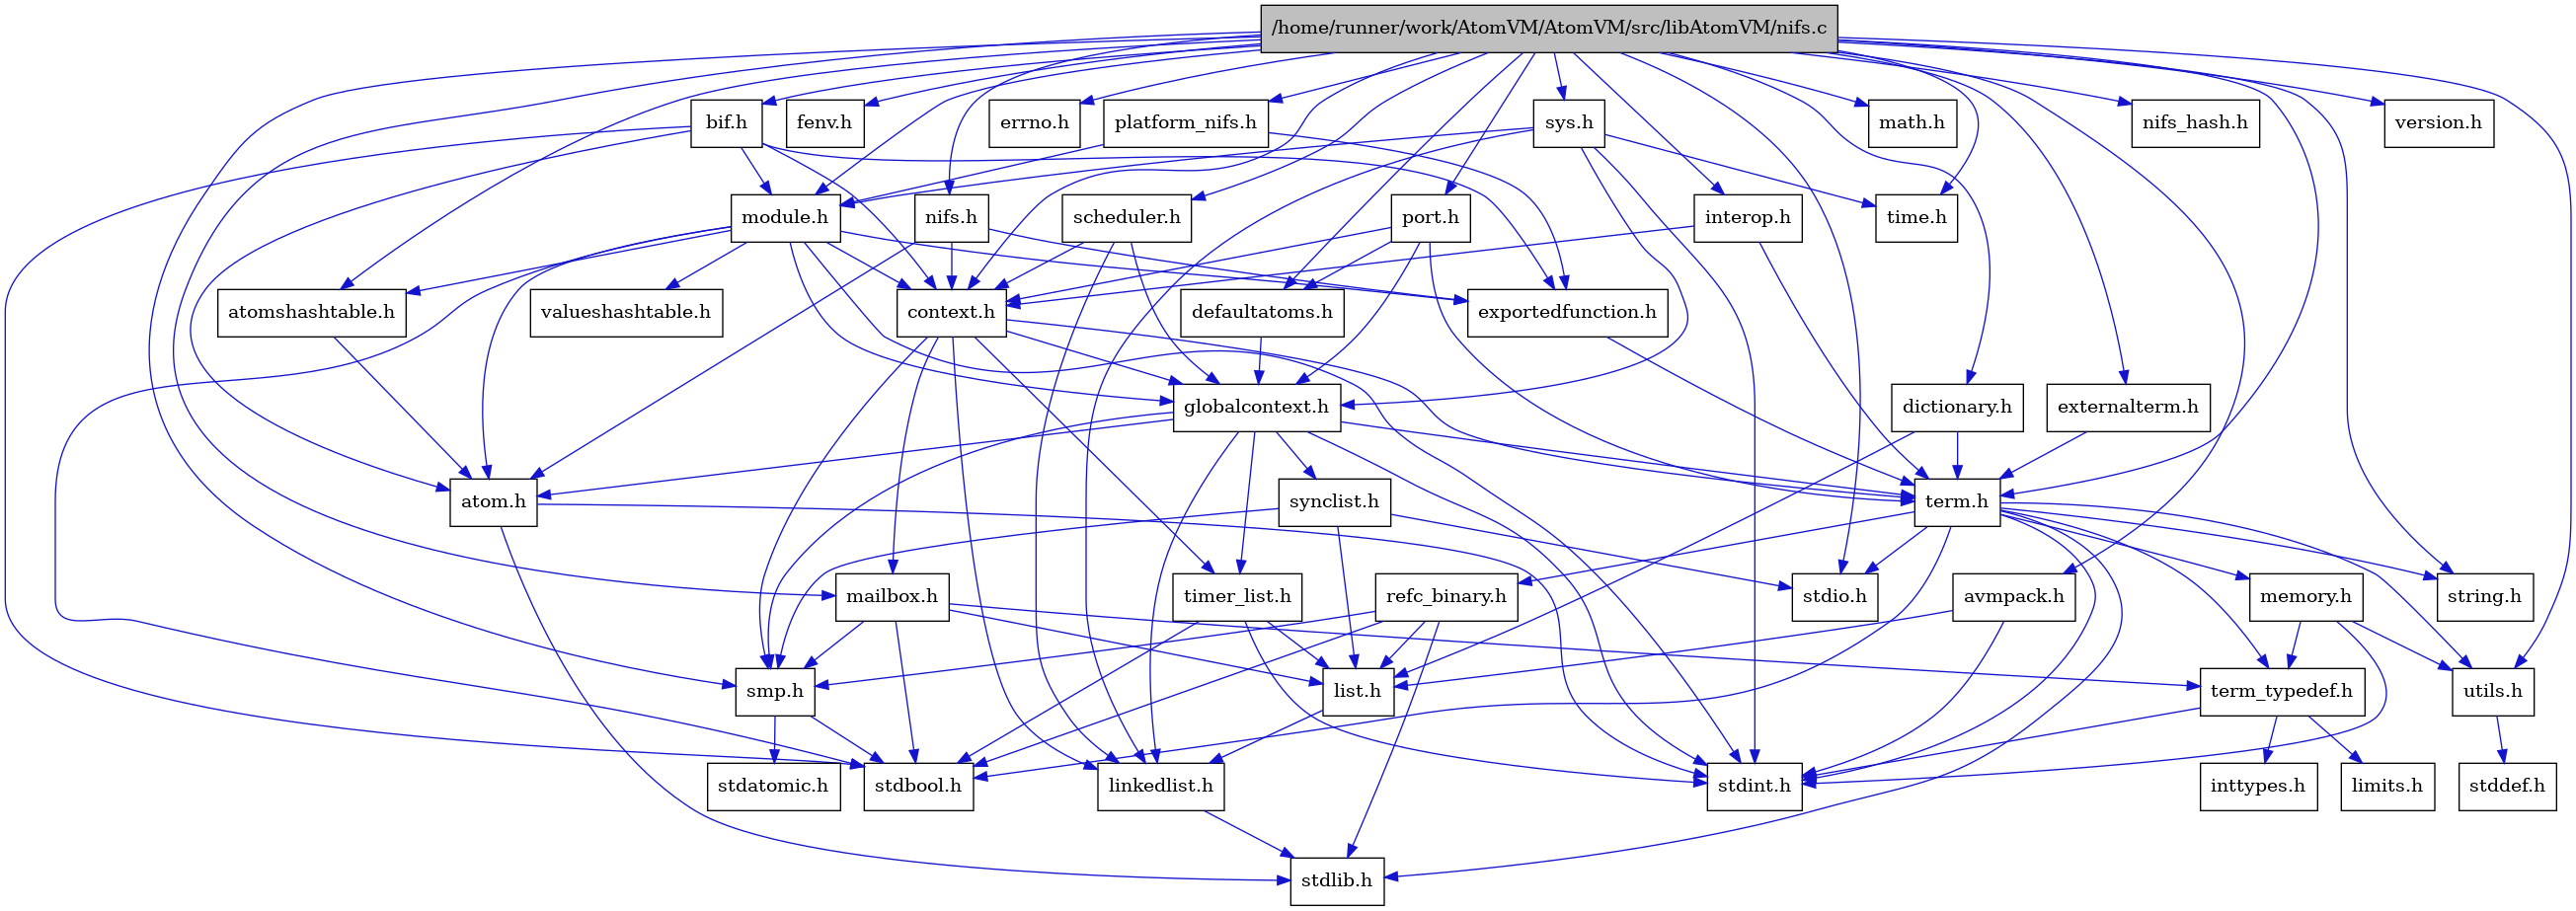 /home/runner/work/AtomVM/AtomVM/src/libAtomVM/nifs.c
bif.h
fenv.h
errno.h
platform_nifs.h
sys.h
math.h
nifs_hash.h
version.h
module.h
nifs.h
scheduler.h
port.h
interop.h
time.h
atomshashtable.h
valueshashtable.h
context.h
defaultatoms.h
exportedfunction.h
globalcontext.h
dictionary.h
externalterm.h
atom.h
synclist.h
term.h
mailbox.h
timer_list.h
refc_binary.h
stdio.h
avmpack.h
memory.h
string.h
smp.h
list.h
term_typedef.h
utils.h
stdatomic.h
stdbool.h
linkedlist.h
stdint.h
inttypes.h
limits.h
stddef.h
stdlib.h